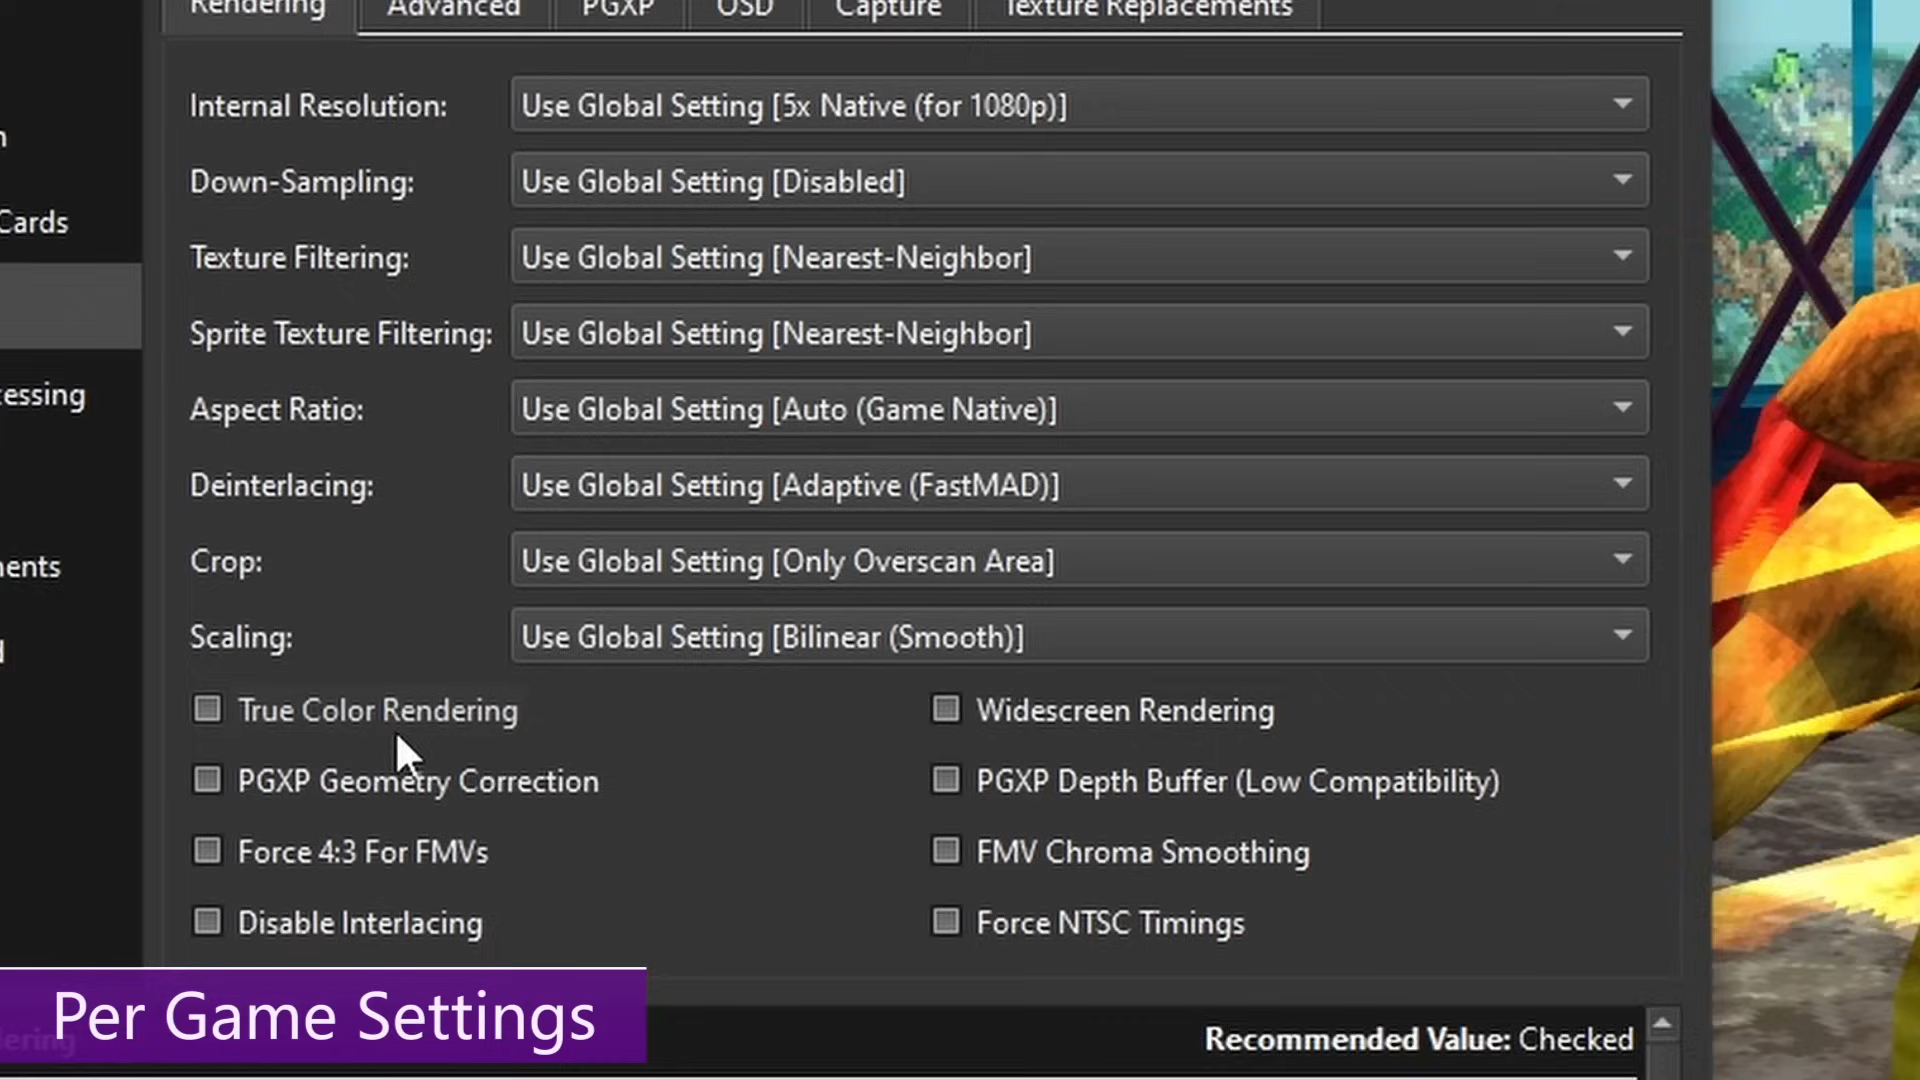 Rendering
Advanced
PGXP
OSD
Capture
Texture Replacements
Internal Resolution:
Use Global Setting [5x Native (for 1080p)]
Down-Sampling:
Use Global Setting [Disabled]
Cards
Texture Filtering:
Use Global Setting [Nearest-Neighbor]
Sprite Texture Filtering:
Use Global Setting [Nearest-Neighbor]
Aspect Ratio:
Use Global Setting [Auto (Game Native)]
cessing
Deinterlacing:
Use Global Setting [Adaptive (FastMAD)]
Crop:
Use Global Setting [Only Overscan Area]
ents
Scaling:
Use Global Setting [Bilinear (Smooth)]
True Color Rendering
Widescreen Rendering
PGXP Geometry Correction
PGXP Depth Buffer (Low Compatibility)
Force 4:3 For FMVs
FMV Chroma Smoothing
Disable Interlacing
Force NTSC Timings
Per Game Settings
Recommended Value: Checked